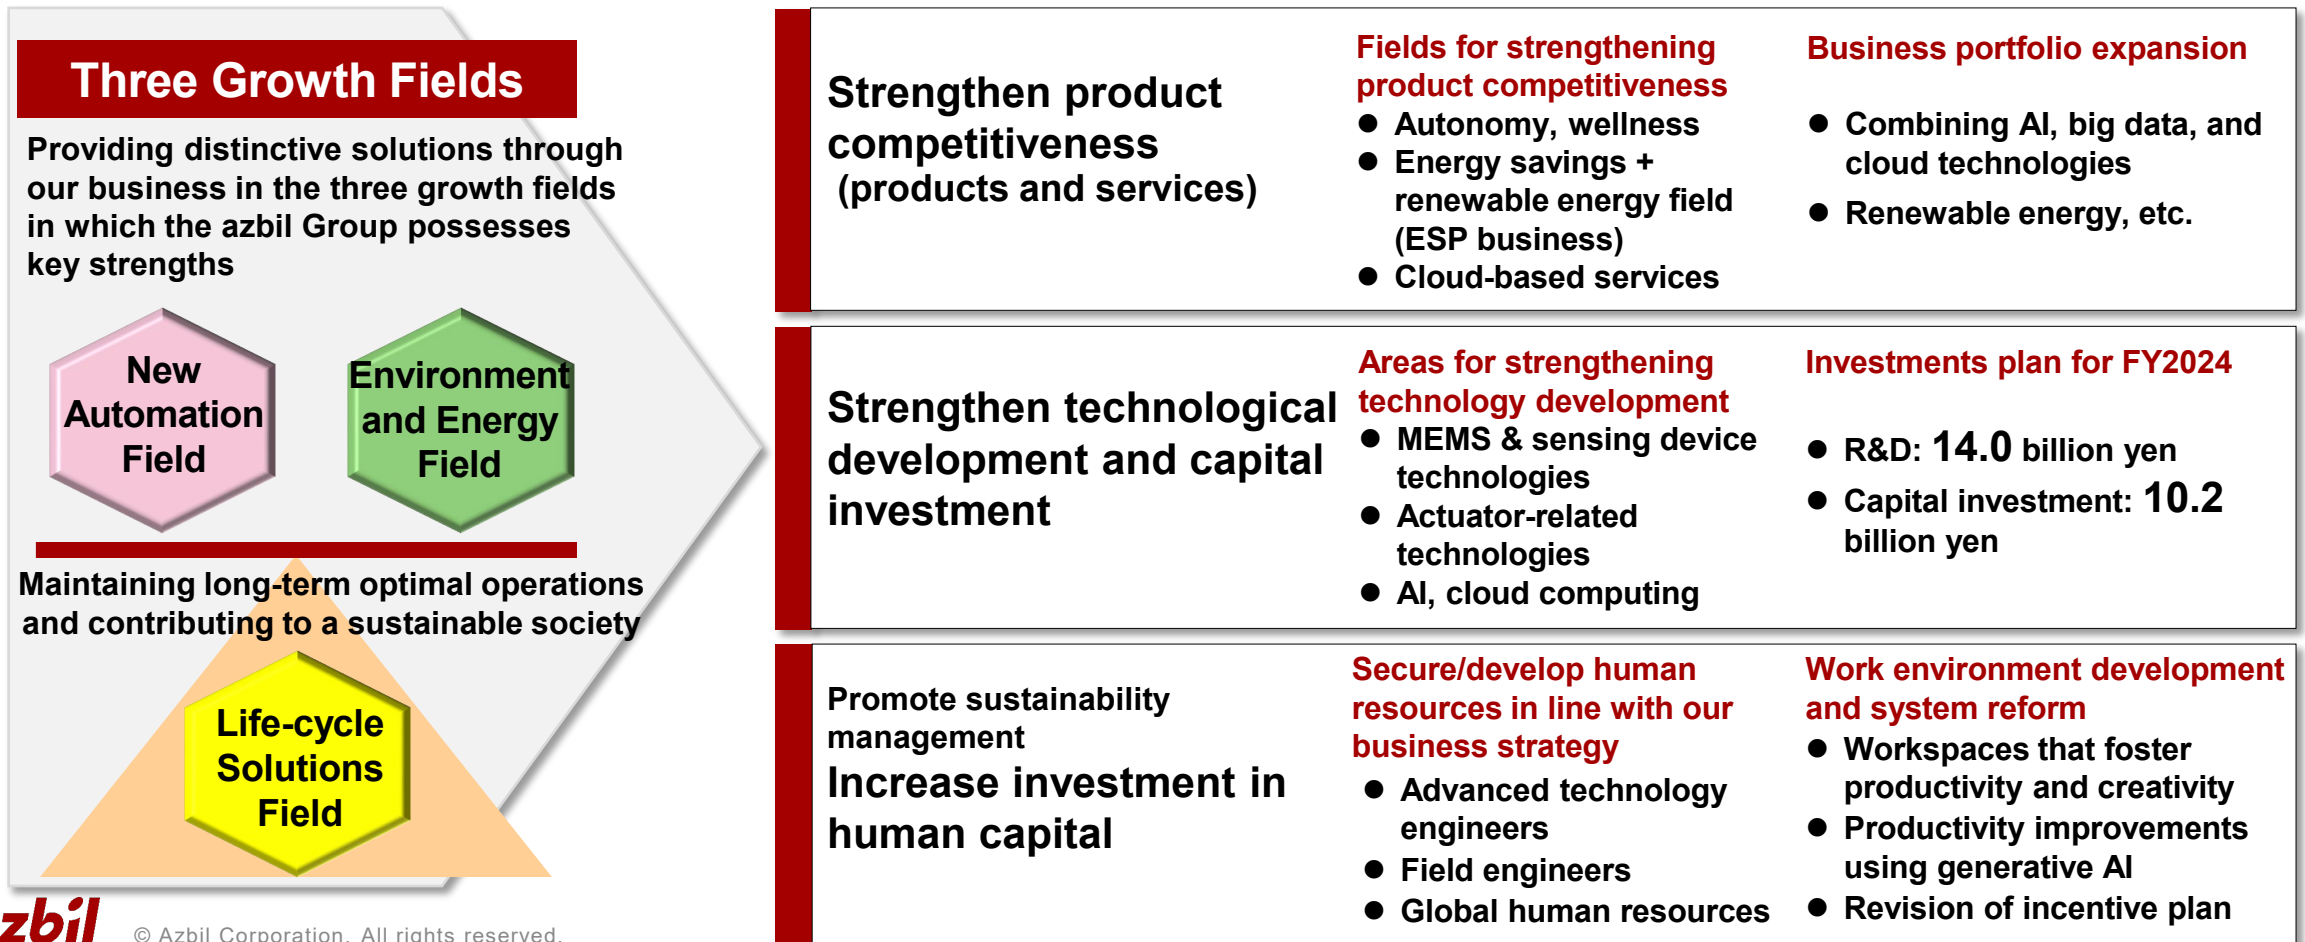 Three Growth Fields
Providing distinctive solutions through
our business in the three growth fields
in which the azbil Group possesses
key strengths
New
Automation
Field
Environment
and Energy
Field
Maintaining long-term optimal operations
and contributing to a sustainable society
Life-cycle
Solutions
Field
zbil
© Azbil Corporation. All rights reserved.
Strengthen product
competitiveness
(products and services)
Fields for strengthening
product competitiveness
● Autonomy, wellness
● Energy savings +
renewable energy field
(ESP business)
● Cloud-based services
Business portfolio expansion
● Combining AI, big data, and
cloud technologies
● Renewable energy, etc.
Strengthen technological
development and capital
investment
Areas for strengthening
technology development
● MEMS & sensing device
technologies
● Actuator-related
technologies
● AI, cloud computing
Investments plan for FY2024
● R&D: 14.0 billion yen
● Capital investment: 10.2
billion yen
Promote sustainability
management
Increase investment in
human capital
Secure/develop human
resources in line with our
business strategy
● Advanced technology
engineers
● Field engineers
● Global human resources
Work environment development
and system reform
● Workspaces that foster
productivity and creativity
● Productivity improvements
using generative AI
● Revision of incentive plan